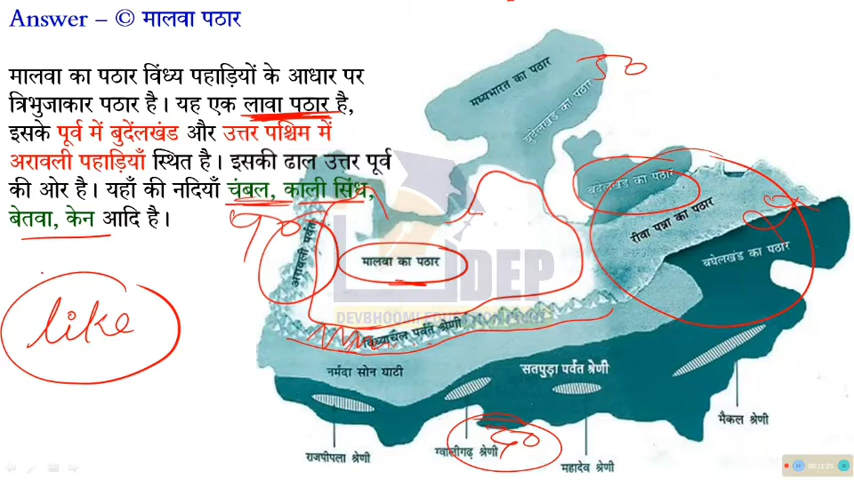 Answer – © मालवा पठार
मालवा का पठार विंध्य पहाड़ियों के आधार पर
त्रिभुजाकार पठार है। यह एक लावा पठार है,
इसके पूर्व में बुदेंलखंड और उत्तर पश्चिम में
अरावली पहाड़ियाँ स्थित है। इसकी ढाल उत्तर पूर्व
की ओर है। यहाँ की नदियाँ चंबल, काली सिंध,
बेतवा, केन आदि है।
like
मध्यभारत का पठार
बुदेलखंड का पठार
बुदेलखंड का पठार
रीवा पन्ना का पठार
बघेलखंड का पठार
अरावली पर्वत
मालवा का पठार
DEP
विंध्याचल पर्वत श्रेणी
नर्मदा सोन घाटी
सतपुड़ा पर्वत श्रेणी
मैकल श्रेणी
राजपीपला श्रेणी
ग्वालीगढ़ श्रेणी
महादेव श्रेणी